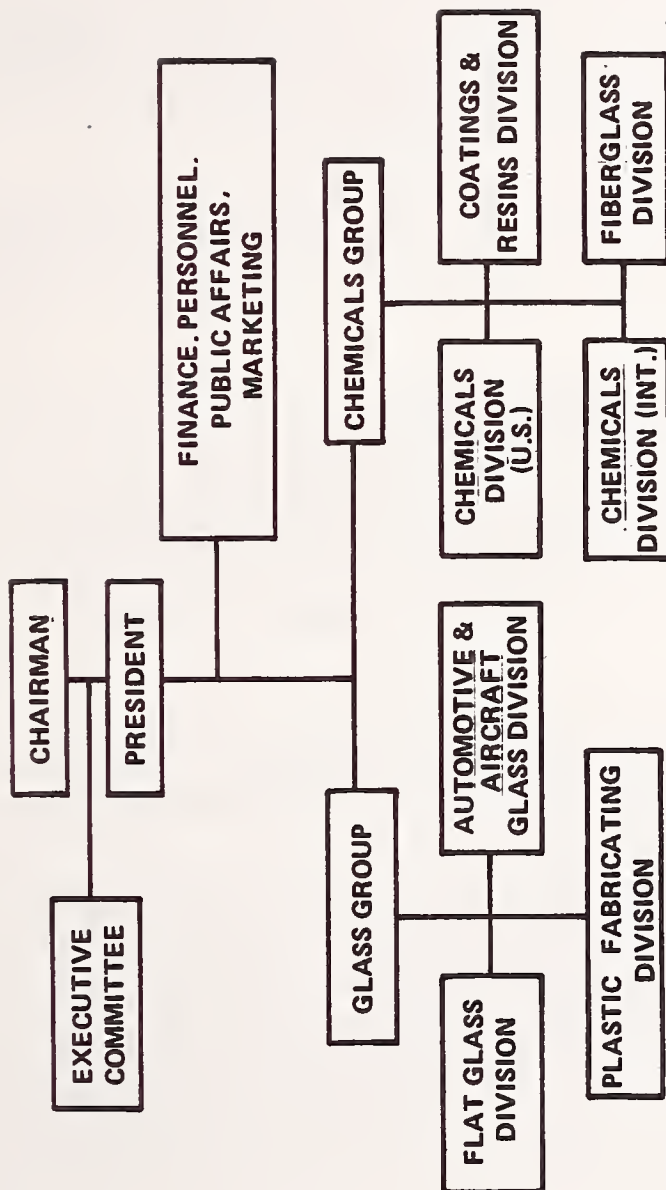 CHAIRMAN
EXECUTIVE
COMMITTEE
PRESIDENT
FINANCE. PERSONNEL.
PUBLIC AFFAIRS,
MARKETING
GLASS GROUP
CHEMICALS GROUP
FLAT GLASS
DIVISION
AUTOMOTIVE &
AIRCRAFT
GLASS DIVISION
CHEMICALS
DIVISION
(U.S.)
COATINGS &
RESINS DIVISION
PLASTIC FABRICATING
DIVISION
CHEMICALS
DIVISION (INT.)
FIBERGLASS
DIVISION